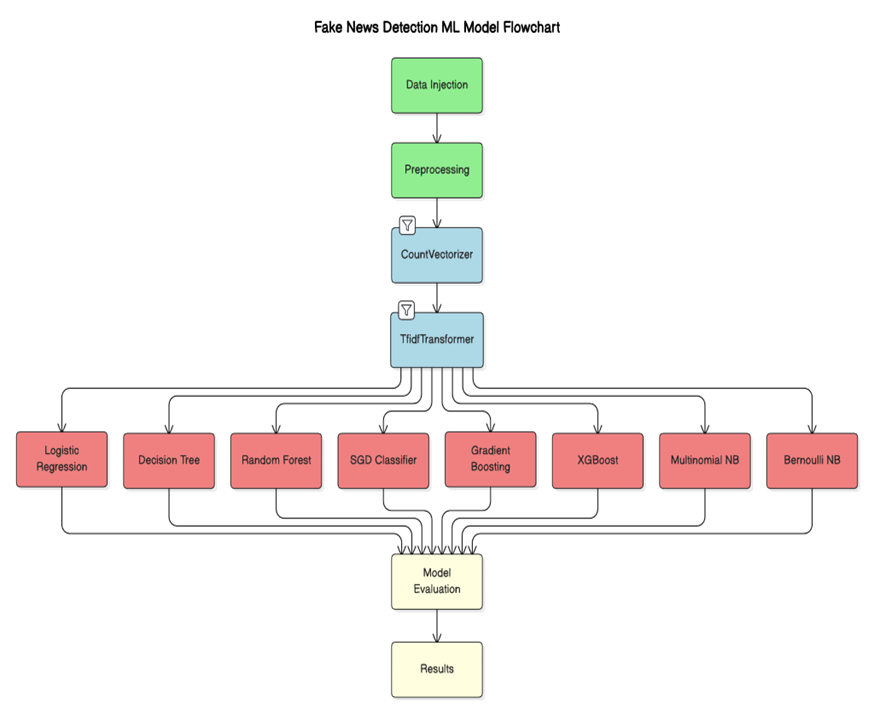 Fake News Detection ML Model Flowchart
Data Injection
Preprocessing
CountVectorizer
TfidfTransformer
Logistic
Regression
Decision Tree
Random Forest
SGD Classifier
Gradient
Boosting
XGBoost
Multinomial NB
Bernoulli NB
Model
Evaluation
Results